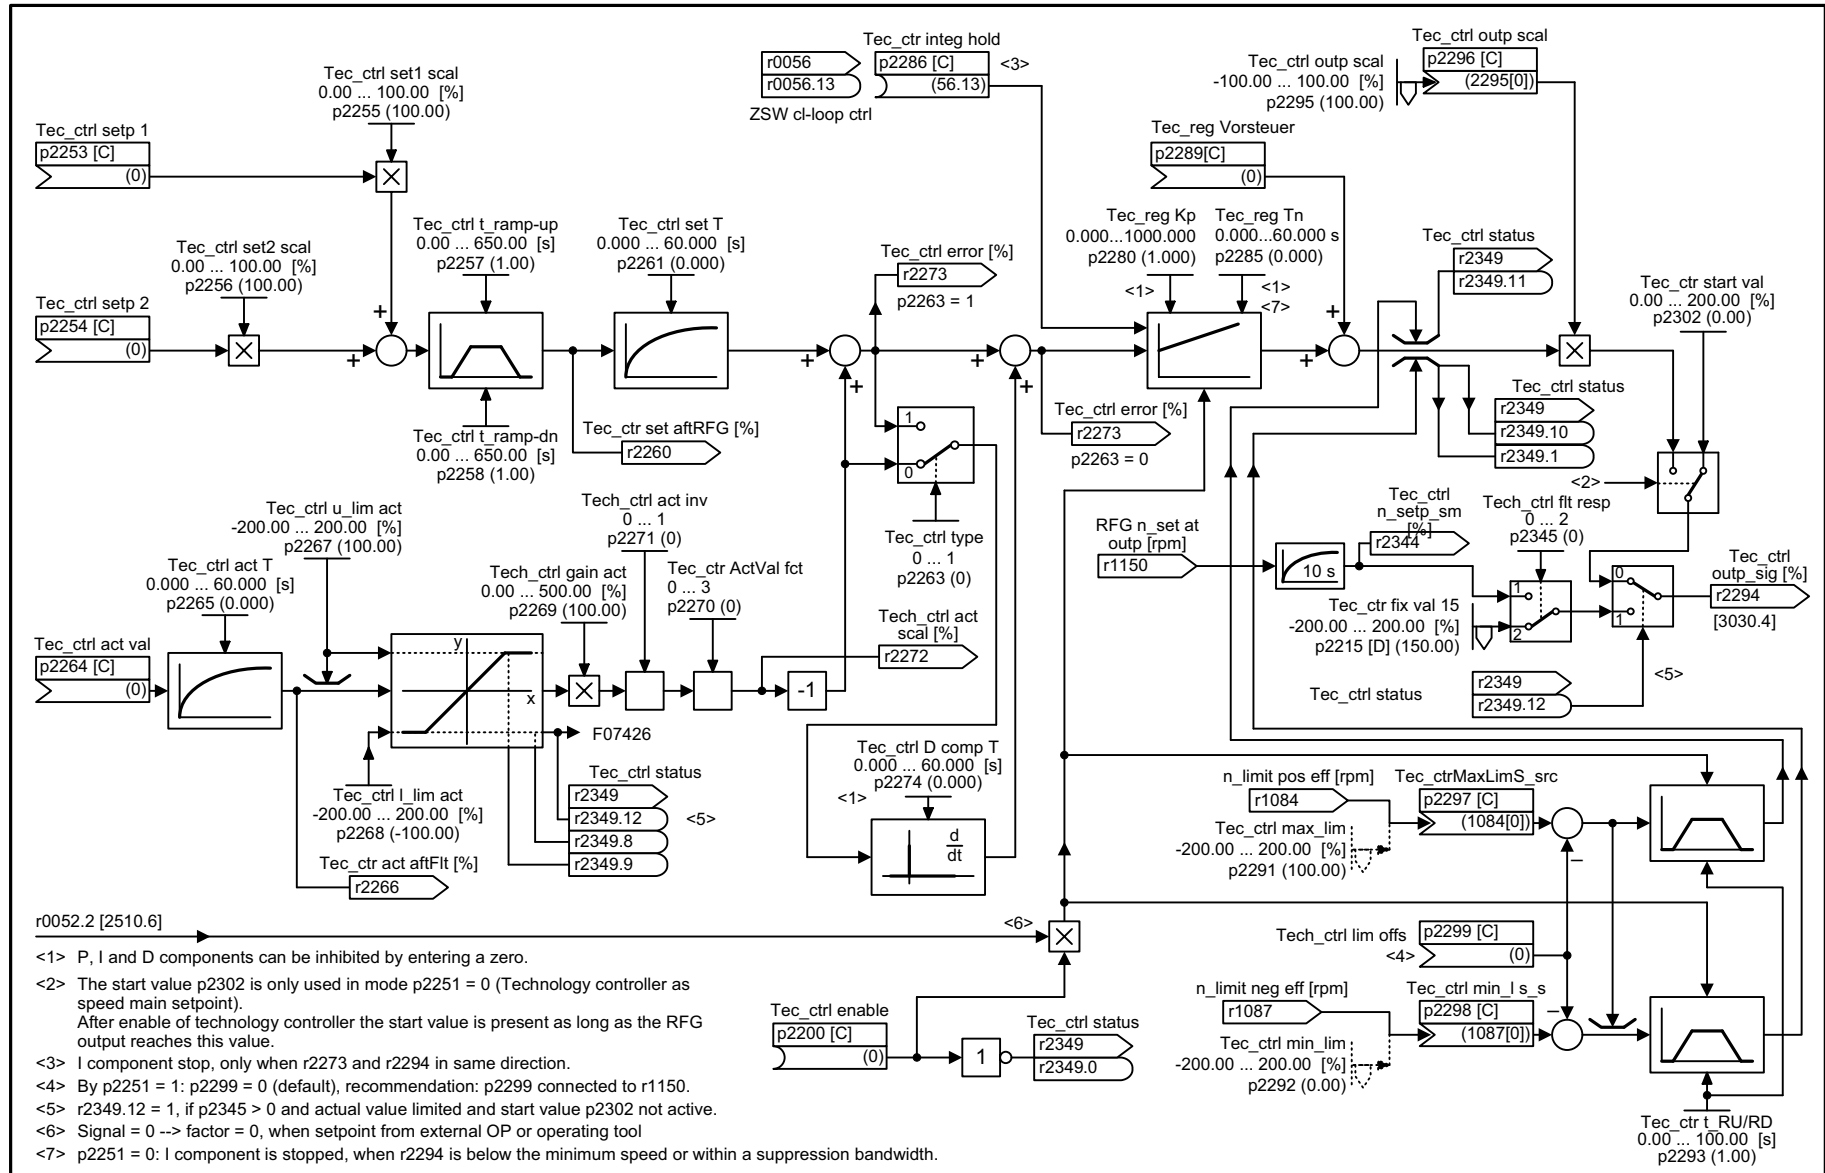 Tec_ctrl set1 scal
0.00 ... 100.00 [%]
p2255 (100.00)
Tec_ctrl setp 1
p2253 [C]
(0)
Tec_ctrl set2 scal
0.00 ... 100.00 [%]
p2256 (100.00)
Tec_ctrl setp 2
p2254 [C]
(0)
Tec_ctrl t_ramp-up
0.00 ... 650.00 [s]
p2257 (1.00)
Tec_ctrl t_ramp-dn
0.00 ... 650.00 [s]
p2258 (1.00)
Tec_ctrl set T
0.000 ... 60.000 [s]
p2261 (0.000)
Tec_ctr set aftRFG [%]
r2260
r0056
r0056.13
ZSW cl-loop ctrl
Tec_ctr integ hold
p2286 [C]
(56.13)
<3>
Tec_ctrl error [%]
r2273
p2263 = 1
Tec_ctrl error [%]
r2273
p2263 = 0
1
0
Tec_ctrl type
0 ... 1
p2263 (0)
Tec_reg Vorsteuer
p2289[C]
(0)
Tec_reg Kp
0.000...1000.000
p2280 (1.000)
<1>
Tec_reg Tn
0.000...60.000 s
p2285 (0.000)
<1>
<7>
Tec_ctrl outp scal
-100.00 ... 100.00 [%]
p2295 (100.00)
Tec_ctrl outp scal
p2296 [C]
(2295[0])
Tec_ctrl status
r2349
r2349.11
Tec_ctr start val
0.00 ... 200.00 [%]
p2302 (0.00)
Tec_ctrl status
r2349
r2349.10
r2349.1
<2>
RFG n_set at
outp [rpm]
r1150
10 s
Tec_ctrl
n_setp_sm
[%]
r2344
Tech_ctrl flt resp
0 ... 2
p2345 (0)
1
2
Tec_ctr fix val 15
-200.00 ... 200.00 [%]
p2215 [D] (150.00)
0
1
Tec_ctrl
outp_sig [%]
r2294
[3030.4]
<5>
Tec_ctrl status
r2349
r2349.12
Tec_ctrl act T
0.000 ... 60.000 [s]
p2265 (0.000)
Tec_ctrl act val
p2264 [C]
(0)
Tec_ctrl u_lim act
-200.00 ... 200.00 [%]
p2267 (100.00)
y
x
Tec_ctrl l_lim act
-200.00 ... 200.00 [%]
p2268 (-100.00)
Tec_ctr act aftFlt [%]
r2266
Tech_ctrl gain act
0.00 ... 500.00 [%]
p2269 (100.00)
Tech_ctrl act inv
0 ... 1
p2271 (0)
Tec_ctr ActVal fct
0 ... 3
p2270 (0)
Tech_ctrl act
scal [%]
r2272
-1
F07426
Tec_ctrl status
r2349
r2349.12
r2349.8
r2349.9
<5>
Tec_ctrl D comp T
0.000 ... 60.000 [s]
p2274 (0.000)
<1>
d
dt
n_limit pos eff [rpm]
r1084
Tec_ctrl max_lim
-200.00 ... 200.00 [%]
p2291 (100.00)
Tec_ctrMaxLimS_src
p2297 [C]
(1084[0])
Tech_ctrl lim offs
<4>
p2299 [C]
(0)
n_limit neg eff [rpm]
r1087
Tec_ctrl min_lim
-200.00 ... 200.00 [%]
p2292 (0.00)
Tec_ctrl min_l s_s
p2298 [C]
(1087[0])
Tec_ctr t_RU/RD
0.00 ... 100.00 [s]
p2293 (1.00)
r0052.2 [2510.6]
<6>
Tec_ctrl enable
p2200 [C]
(0)
1
Tec_ctrl status
r2349
r2349.0
<1> P, I and D components can be inhibited by entering a zero.
<2> The start value p2302 is only used in mode p2251 = 0 (Technology controller as
speed main setpoint).
After enable of technology controller the start value is present as long as the RFG
output reaches this value.
<3> I component stop, only when r2273 and r2294 in same direction.
<4> By p2251 = 1: p2299 = 0 (default), recommendation: p2299 connected to r1150.
<5> r2349.12 = 1, if p2345 > 0 and actual value limited and start value p2302 not active.
<6> Signal = 0 --> factor = 0, when setpoint from external OP or operating tool
<7> p2251 = 0: I component is stopped, when r2294 is below the minimum speed or within a suppression bandwidth.